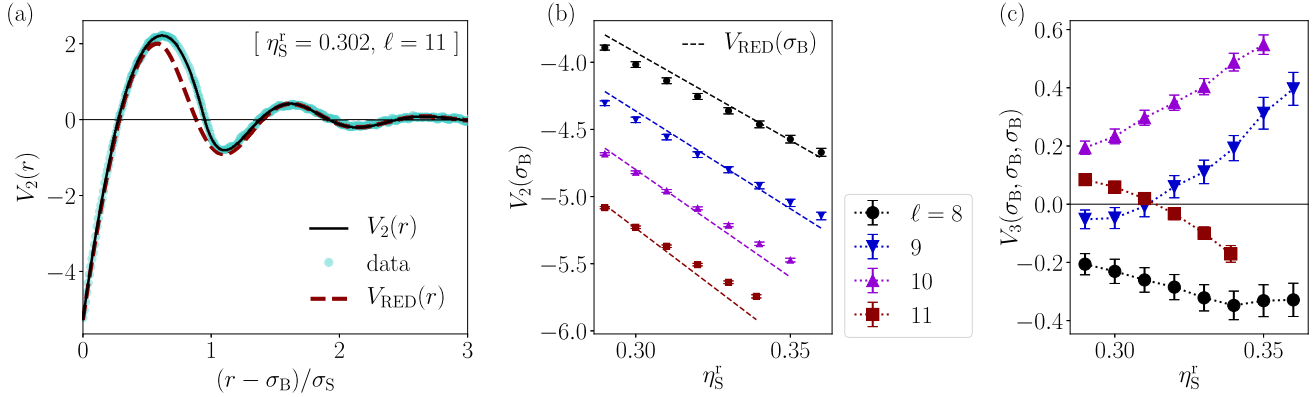 (a)
[ η_S^r = 0.302, ℓ = 11 ]
2
0
−2
−4
V_2(r)
V_2(r)
data
V_RED(r)
0
1
2
3
(r − σ_B)/σ_S
(b)
V_RED(σ_B)
−4.0
−4.5
−5.0
−5.5
−6.0
V_2(σ_B)
0.30
0.35
η_S^r
ℓ = 8
9
10
11
(c)
0.6
0.4
0.2
0.0
−0.2
−0.4
V_3(σ_B, σ_B, σ_B)
0.30
0.35
η_S^r